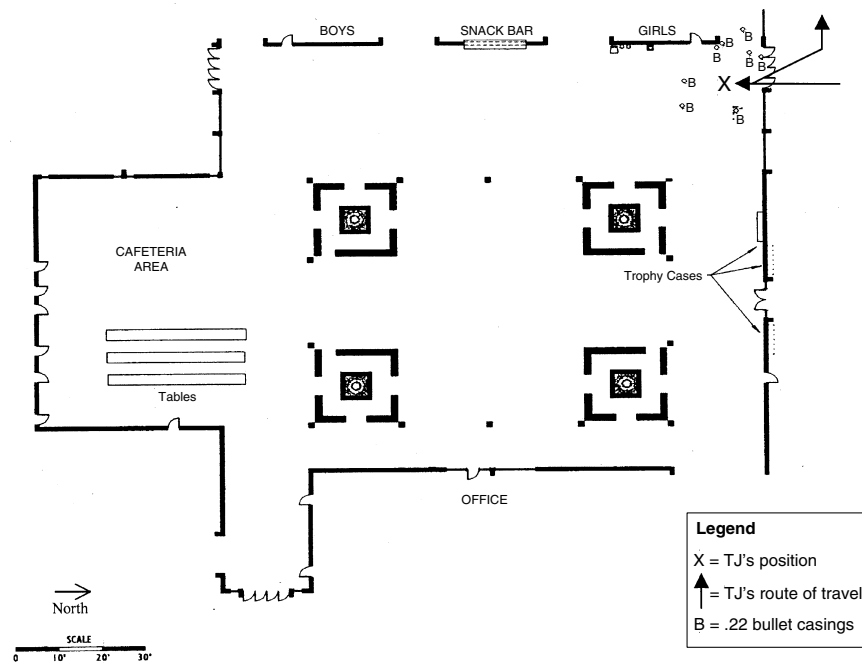 BOYS
SNACK BAR
GIRLS
B
B
B
B
B
B
X
B
B
CAFETERIA
AREA
Trophy Cases
Tables
OFFICE
Legend
X = TJ's position
= TJ's route of travel
B = .22 bullet casings
North
SCALE
0 10' 20' 30'